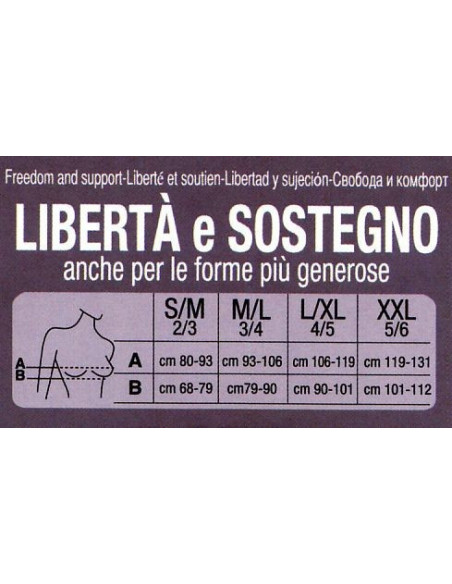 Freedom and support-Liberté et soutien-Libertad y sujeción-Свобода и комфорт
LIBERTÀ e SOSTEGNO
anche per le forme più generose
S/M M/L L/XL XXL
2/3 3/4 4/5 5/6
A A cm 80-93 cm 93-106 cm 106-119 cm 119-131
B B cm 68-79 cm79-90 cm 90-101 cm 101-112